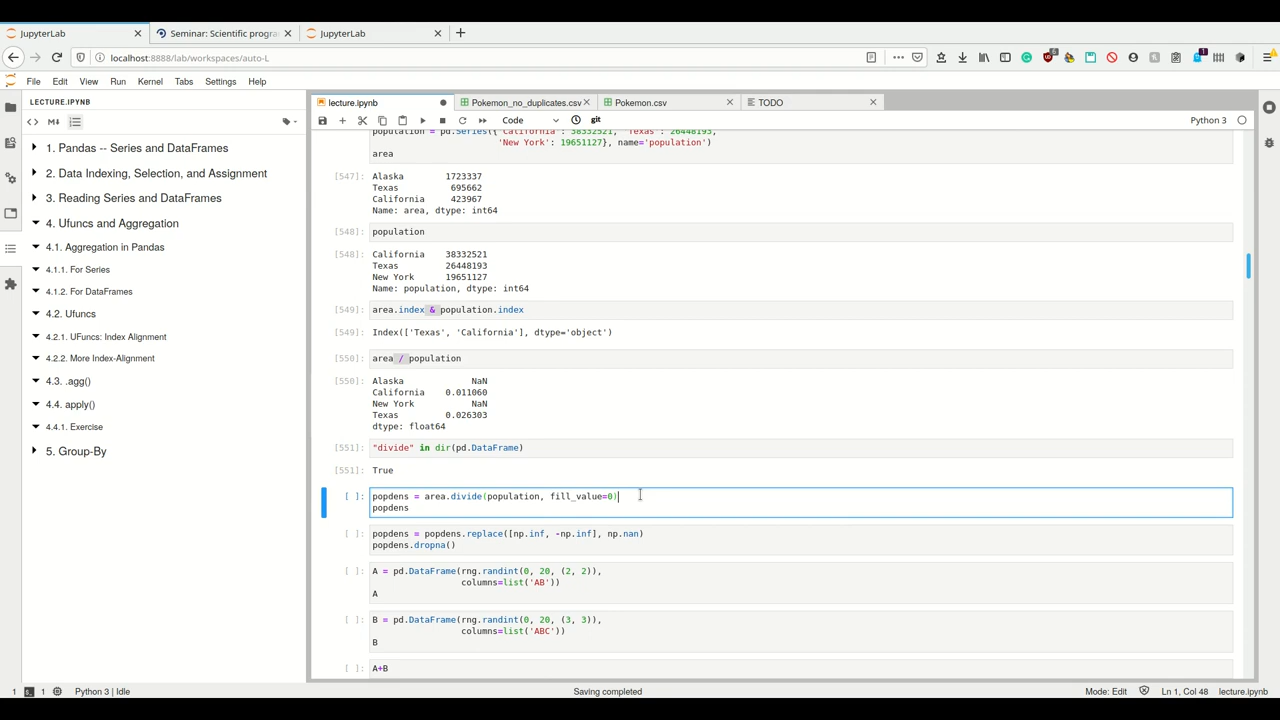 JupyterLab
Seminar: Scientific progra
JupyterLab
localhost:8888/lab/workspaces/auto-L
File Edit View Run Kernel Tabs Settings Help
LECTURE.IPYNB
1. Pandas -- Series and DataFrames
2. Data Indexing, Selection, and Assignment
3. Reading Series and DataFrames
4. Ufuncs and Aggregation
4.1. Aggregation in Pandas
4.1.1. For Series
4.1.2. For DataFrames
4.2. Ufuncs
4.2.1. UFuncs: Index Alignment
4.2.2. More Index-Alignment
4.3. .agg()
4.4. apply()
4.4.1. Exercise
5. Group-By
lecture.ipynb
Pokemon_no_duplicates.csv
Pokemon.csv
TODO
Code
git
Python 3
population = pd.Series({'California': 38332521, 'Texas': 26448193,
'New York': 19651127}, name='population')
area
[547]: Alaska 1723337
Texas 695662
California 423967
Name: area, dtype: int64
[548]: population
[548]: California 38332521
Texas 26448193
New York 19651127
Name: population, dtype: int64
[549]: area.index & population.index
[549]: Index(['Texas', 'California'], dtype='object')
[550]: area / population
[550]: Alaska NaN
California 0.011060
New York NaN
Texas 0.026303
dtype: float64
[551]: "divide" in dir(pd.DataFrame)
[551]: True
[ ]: popdens = area.divide(population, fill_value=0)
popdens
[ ]: popdens = popdens.replace([np.inf, -np.inf], np.nan)
popdens.dropna()
[ ]: A = pd.DataFrame(rng.randint(0, 20, (2, 2)),
columns=list('AB'))
A
[ ]: B = pd.DataFrame(rng.randint(0, 20, (3, 3)),
columns=list('ABC'))
B
[ ]: A+B
1 1 Python 3 | Idle
Saving completed
Mode: Edit Ln 1, Col 48 lecture.ipynb